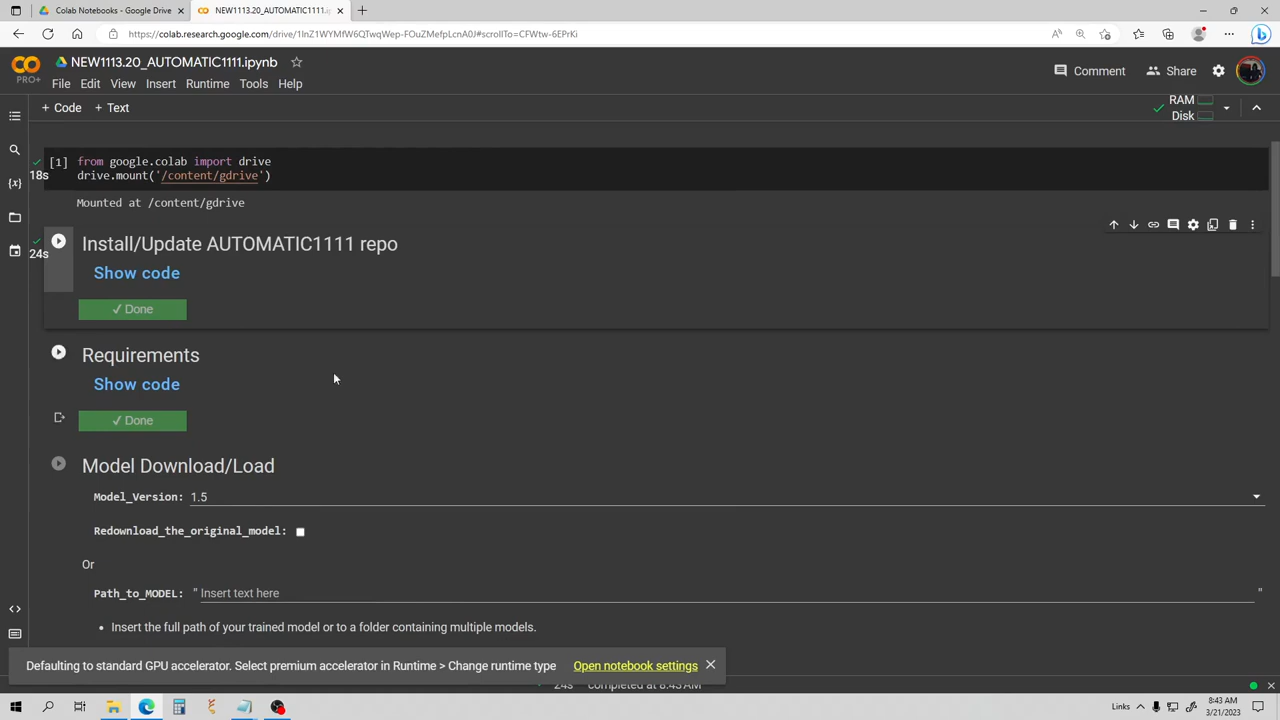 Colab Notebooks - Google Drive
NEW1113.20_AUTOMATIC1111.ipynb
https://colab.research.google.com/drive/1InZ1WYMfW6QTwqWep-FOuZMefpLcnA0J#scrollTo=CFWtw-6EPrKi
NEW1113.20_AUTOMATIC1111.ipynb
PRO+
File Edit View Insert Runtime Tools Help
Comment Share
+ Code + Text
RAM
Disk
[1] from google.colab import drive
18s drive.mount('/content/gdrive')
Mounted at /content/gdrive
Install/Update AUTOMATIC1111 repo
24s
Show code
✓ Done
Requirements
Show code
✓ Done
Model Download/Load
Model_Version: 1.5
Redownload_the_original_model:
Or
Path_to_MODEL: " Insert text here "
• Insert the full path of your trained model or to a folder containing multiple models.
Defaulting to standard GPU accelerator. Select premium accelerator in Runtime > Change runtime type Open notebook settings
24s completed at 8:43 AM
Links
8:43 AM
3/21/2023